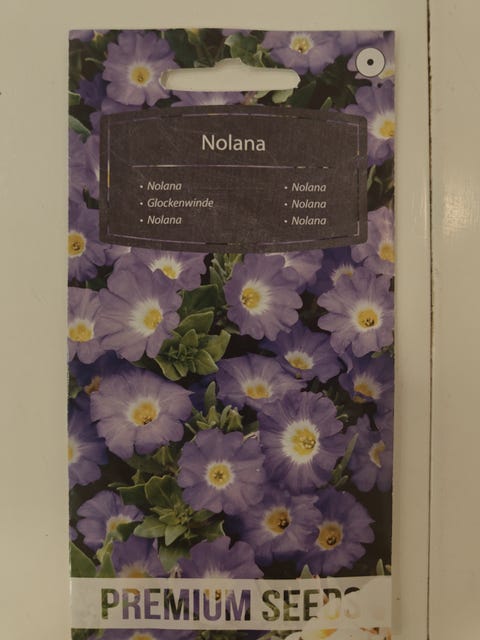 Nolana
• Nolana
• Glockenwinde
• Nolana
• Nolana
• Nolana
• Nolana
PREMIUM SEEDS